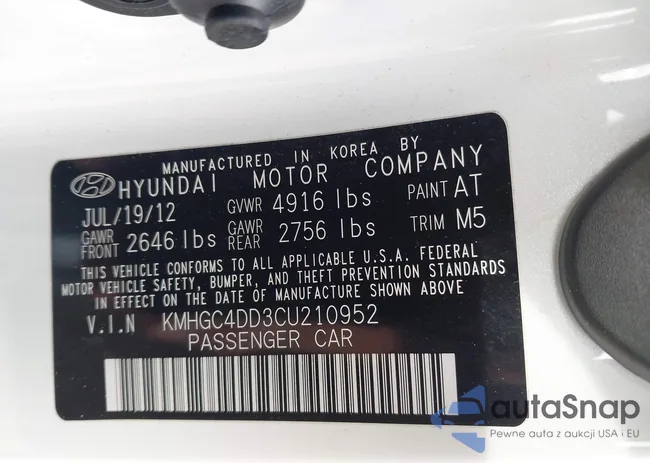 MANUFACTURED IN KOREA BY
HYUNDAI MOTOR COMPANY
JUL/19/12 GVWR 4916 lbs PAINT AT
GAWR FRONT 2646 lbs GAWR REAR 2756 lbs TRIM M5
THIS VEHICLE CONFORMS TO ALL APPLICABLE U.S.A. FEDERAL
MOTOR VEHICLE SAFETY, BUMPER, AND THEFT PREVENTION STANDARDS
IN EFFECT ON THE DATE OF MANUFACTURE SHOWN ABOVE
V.I.N KMHGC4DD3CU210952
PASSENGER CAR
autaSnap
Pewne auta z aukcji USA i EU